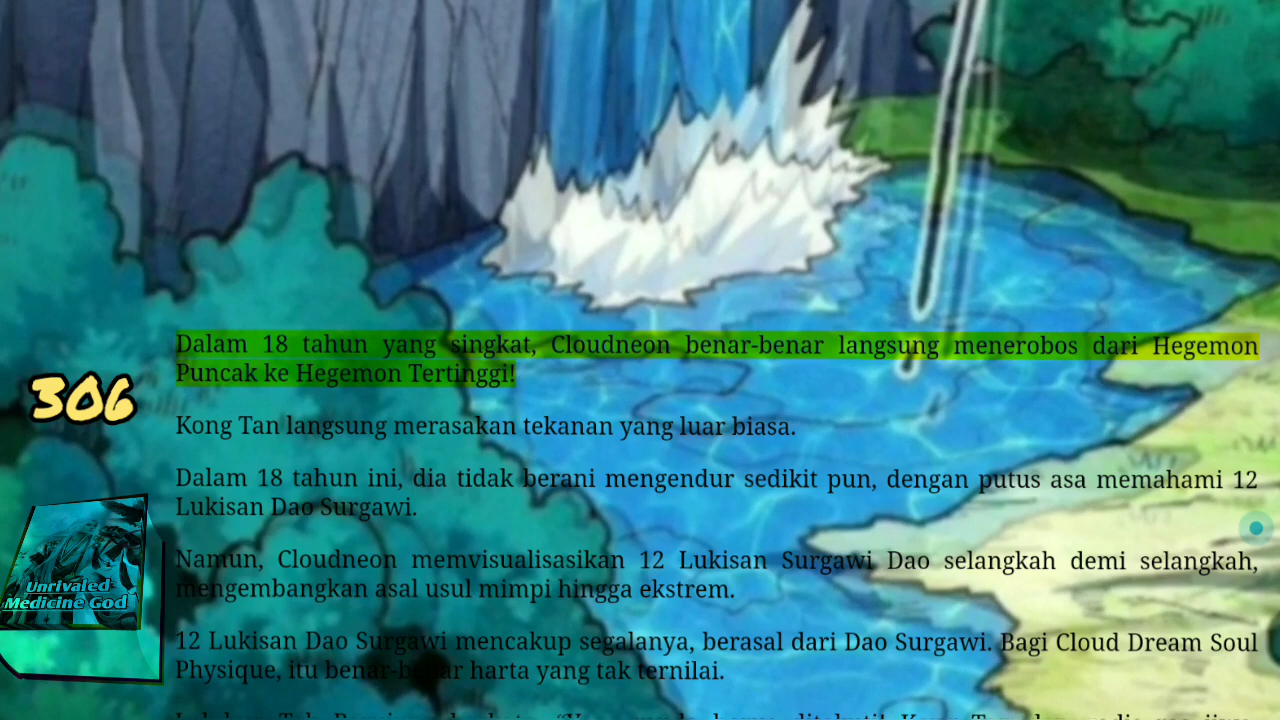 Dalam 18 tahun yang singkat, Cloudneon benar-benar langsung menerobos dari Hegemon
Puncak ke Hegemon Tertinggi!
306
Kong Tan langsung merasakan tekanan yang luar biasa.
Dalam 18 tahun ini, dia tidak berani mengendur sedikit pun, dengan putus asa memahami 12
Lukisan Dao Surgawi.
Namun, Cloudneon memvisualisasikan 12 Lukisan Surgawi Dao selangkah demi selangkah,
mengembangkan asal usul mimpi hingga ekstrem.
Unrivaled
Medicine God
12 Lukisan Dao Surgawi mencakup segalanya, berasal dari Dao Surgawi. Bagi Cloud Dream Soul
Physique, itu benar-benar harta yang tak ternilai.